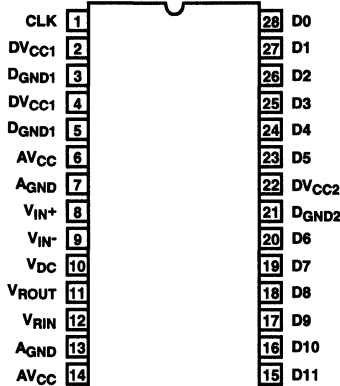 CLK 1 28 D0
DVCC1 2 27 D1
DGND1 3 26 D2
DVCC1 4 25 D3
DGND1 5 24 D4
AVCC 6 23 D5
AGND 7 22 DVCC2
VIN+ 8 21 DGND2
VIN- 9 20 D6
VDC 10 19 D7
VROUT 11 18 D8
VRIN 12 17 D9
AGND 13 16 D10
AVCC 14 15 D11